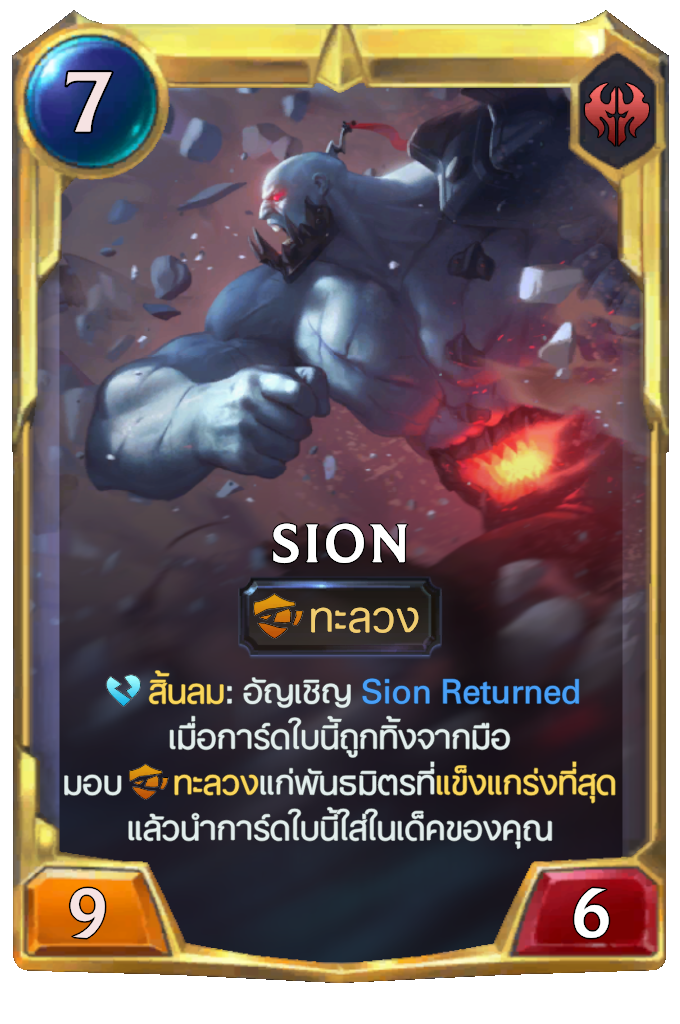 7
SION
ทะลวง
สิ้นลม: อัญเชิญ Sion Returned
เมื่อการ์ดใบนี้ถูกทิ้งจากมือ
มอบ ทะลวงแก่พันธมิตรที่แข็งแกร่งที่สุด
แล้วนำการ์ดใบนี้ใส่ในเด็คของคุณ
9
6